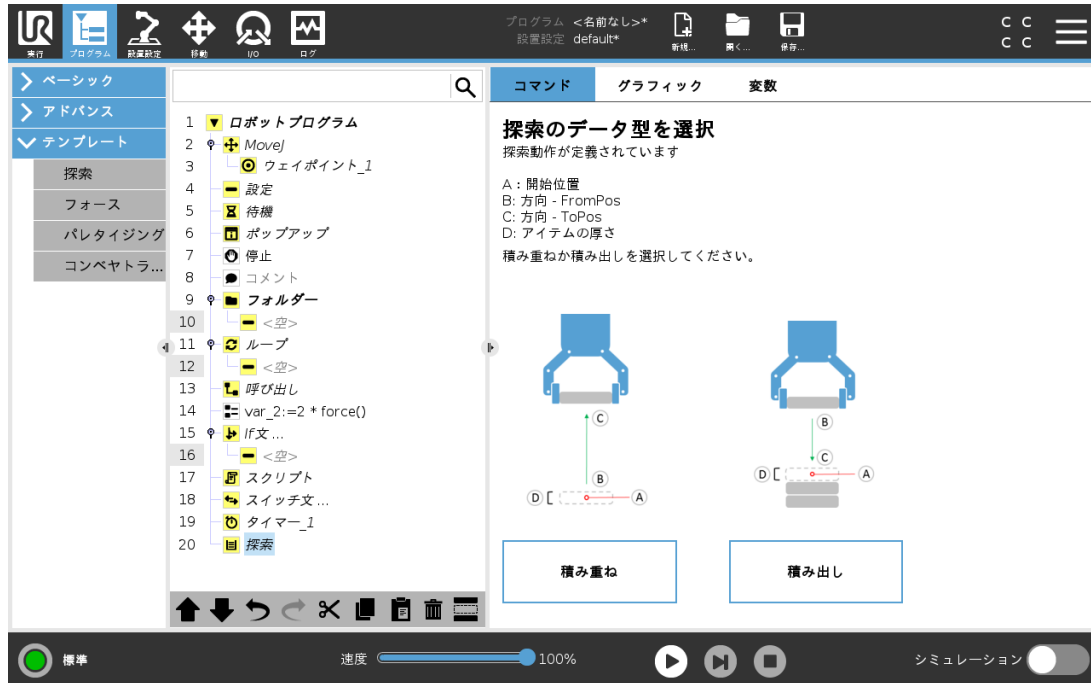 UR
実行
プログラム
設置設定
移動
I/O
ログ
プログラム <名前なし>*
設置設定 default*
新規...
開く...
保存...
C C
C C
ベーシック
アドバンス
テンプレート
探索
フォース
パレタイジング
コンベヤトラ...
1 ロボットプログラム
2 MoveJ
3 ウェイポイント_1
4 設定
5 待機
6 ポップアップ
7 停止
8 コメント
9 フォルダー
10 <空>
11 ループ
12 <空>
13 呼び出し
14 var_2:=2 * force()
15 If文 ...
16 <空>
17 スクリプト
18 スイッチ文 ...
19 タイマー_1
20 探索
コマンド グラフィック 変数
探索のデータ型を選択
探索動作が定義されています
A : 開始位置
B: 方向 - FromPos
C: 方向 - ToPos
D: アイテムの厚さ
積み重ねか積み出しを選択してください。
C
B
D
A
B
C
D
A
積み重ね
積み出し
標準
速度
100%
シミュレーション